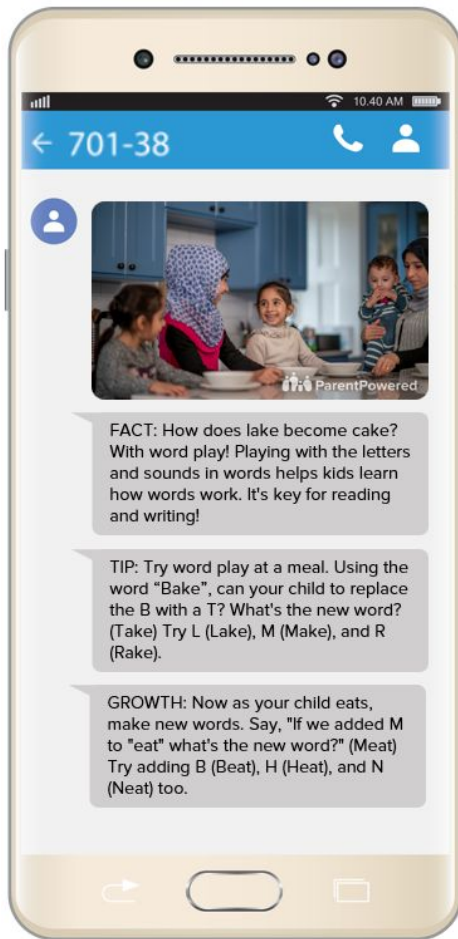 10.40 AM
701-38
ParentPowered
FACT: How does lake become cake?
With word play! Playing with the letters
and sounds in words helps kids learn
how words work. It's key for reading
and writing!
TIP: Try word play at a meal. Using the
word “Bake”, can your child to replace
the B with a T? What's the new word?
(Take) Try L (Lake), M (Make), and R
(Rake).
GROWTH: Now as your child eats,
make new words. Say, "If we added M
to "eat" what's the new word?" (Meat)
Try adding B (Beat), H (Heat), and N
(Neat) too.